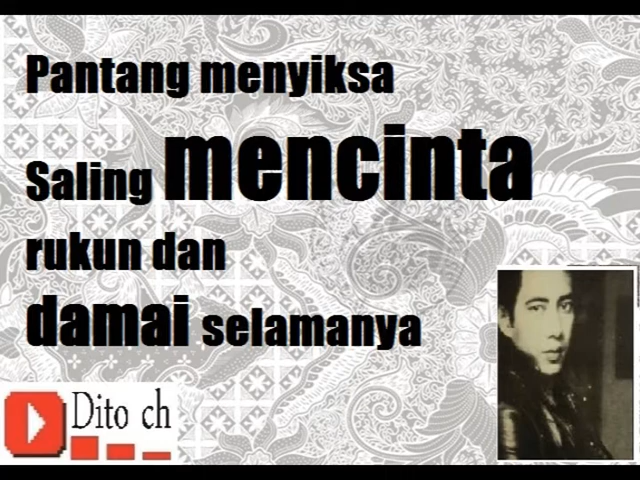 Pantang menyiksa
Saling mencinta
rukun dan
damai selamanya
Dito ch